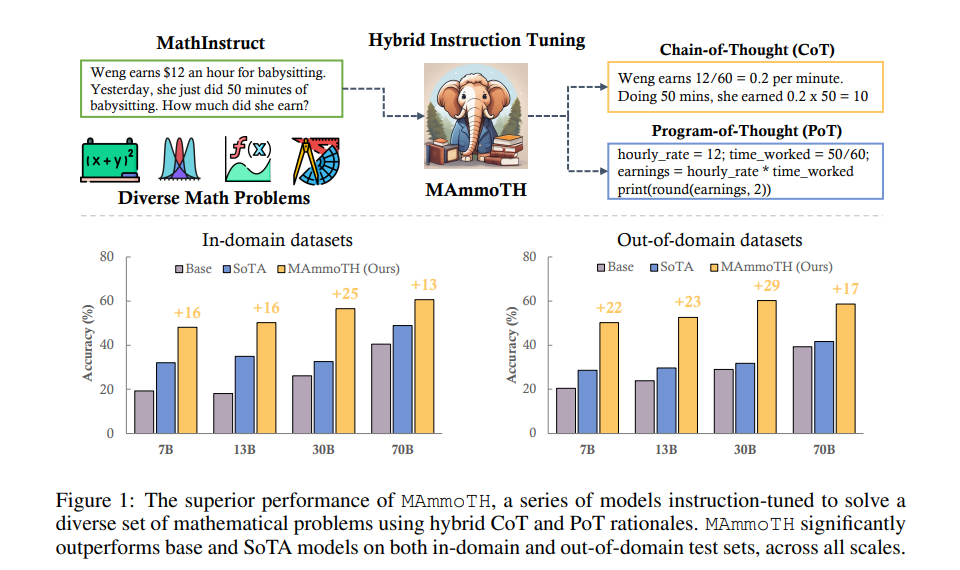 MathInstruct
Weng earns $12 an hour for babysitting.
Yesterday, she just did 50 minutes of
babysitting. How much did she earn?
(x+y)²
f(x)
Diverse Math Problems
Hybrid Instruction Tuning
MAmmoTH
Chain-of-Thought (CoT)
Weng earns 12/60 = 0.2 per minute.
Doing 50 mins, she earned 0.2 x 50 = 10
Program-of-Thought (PoT)
hourly_rate = 12; time_worked = 50/60;
earnings = hourly_rate * time_worked
print(round(earnings, 2))
In-domain datasets
Base SoTA MAmmoTH (Ours)
Accuracy (%)
80
60
40
20
0
+16
+16
+25
+13
7B 13B 30B 70B
Out-of-domain datasets
Base SoTA MAmmoTH (Ours)
Accuracy (%)
80
60
40
20
0
+22
+23
+29
+17
7B 13B 30B 70B
Figure 1: The superior performance of MAmmoTH, a series of models instruction-tuned to solve a
diverse set of mathematical problems using hybrid CoT and PoT rationales. MAmmoTH significantly
outperforms base and SoTA models on both in-domain and out-of-domain test sets, across all scales.